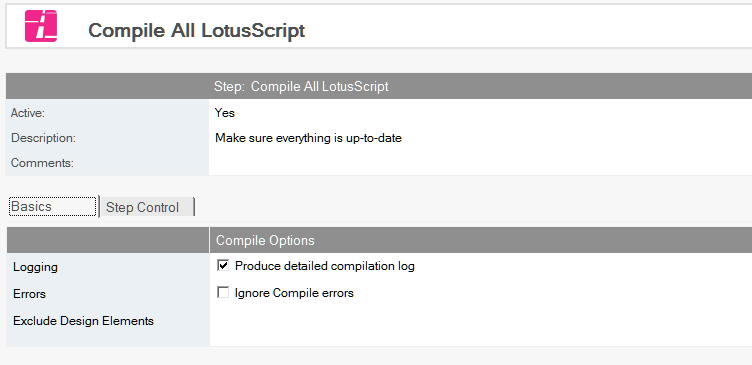 Compile All LotusScript
Step: Compile All LotusScript
Active: Yes
Description: Make sure everything is up-to-date
Comments:
Basics Step Control
Compile Options
Logging Produce detailed compilation log
Errors Ignore Compile errors
Exclude Design Elements